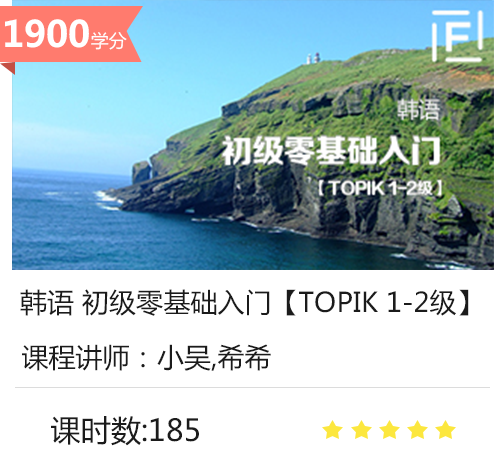 1900学分
韩语
初级零基础入门
【TOPIK 1-2级】
韩语 初级零基础入门【TOPIK 1-2级】
课程讲师：小吴,希希
课时数:185